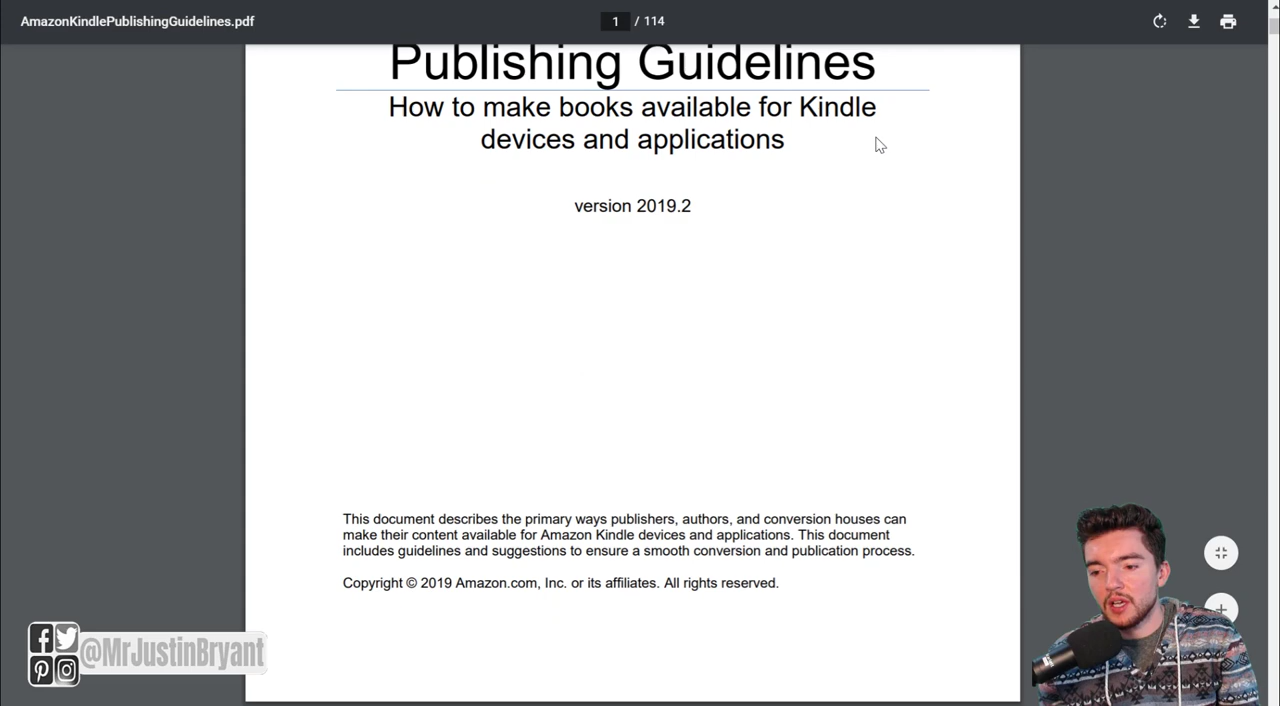 AmazonKindlePublishingGuidelines.pdf
1 / 114
Publishing Guidelines
How to make books available for Kindle
devices and applications
version 2019.2
This document describes the primary ways publishers, authors, and conversion houses can
make their content available for Amazon Kindle devices and applications. This document
includes guidelines and suggestions to ensure a smooth conversion and publication process.
Copyright © 2019 Amazon.com, Inc. or its affiliates. All rights reserved.
@MrJustinBryant